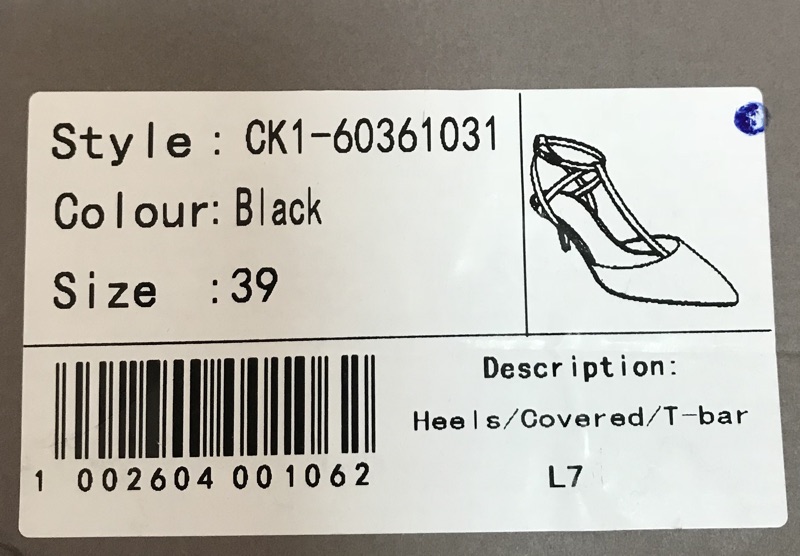 Style : CK1-60361031
Colour: Black
Size : 39
Description:
Heels/Covered/T-bar
L7
1 002604 001062